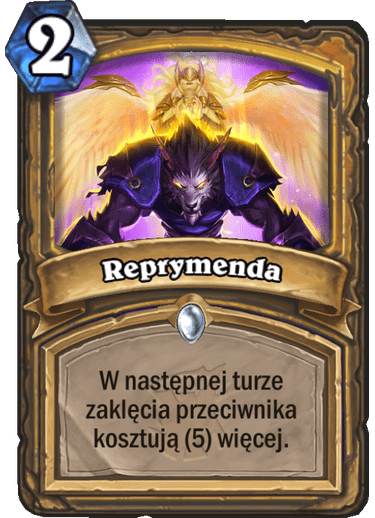 2
Reprymenda
W następnej turze
zaklęcia przeciwnika
kosztują (5) więcej.